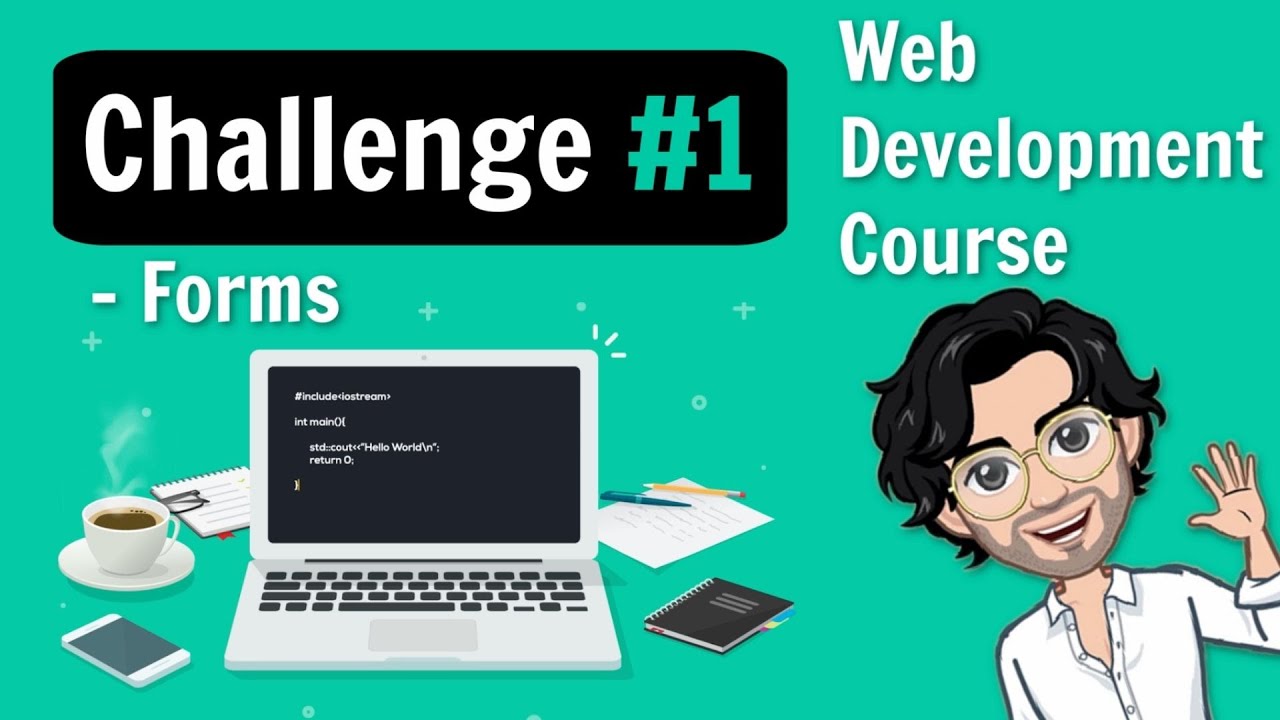 Challenge #1
- Forms
Web
Development
Course
#include<iostream>
int main(){
std::cout<<"Hello World\n";
return 0;
}